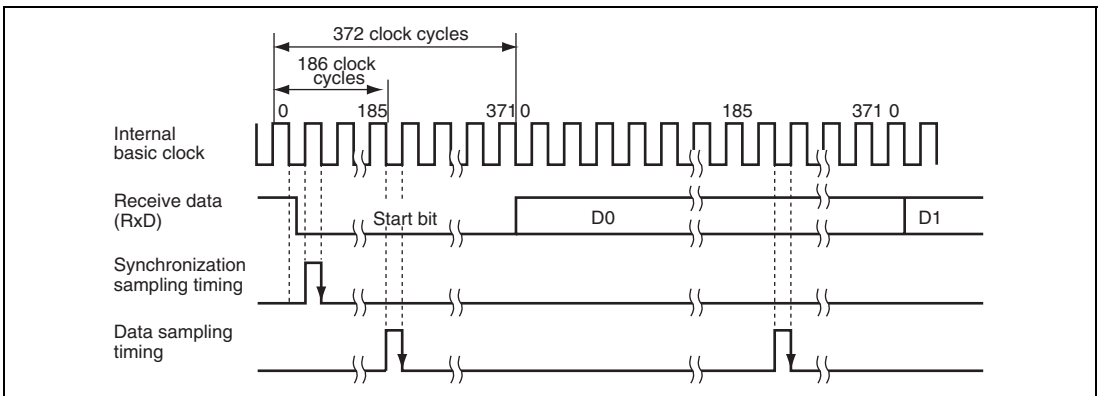 372 clock cycles
186 clock
cycles
0 185 371 0 185 371 0
Internal
basic clock
Receive data
(RxD)
Start bit D0 D1
Synchronization
sampling timing
Data sampling
timing